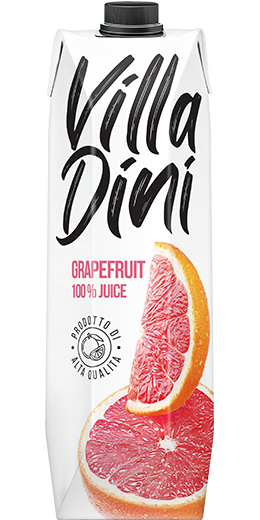 Villa
Dini
GRAPEFRUIT
100% JUICE
PRODOTTO DI
ALTA QUALITÀ